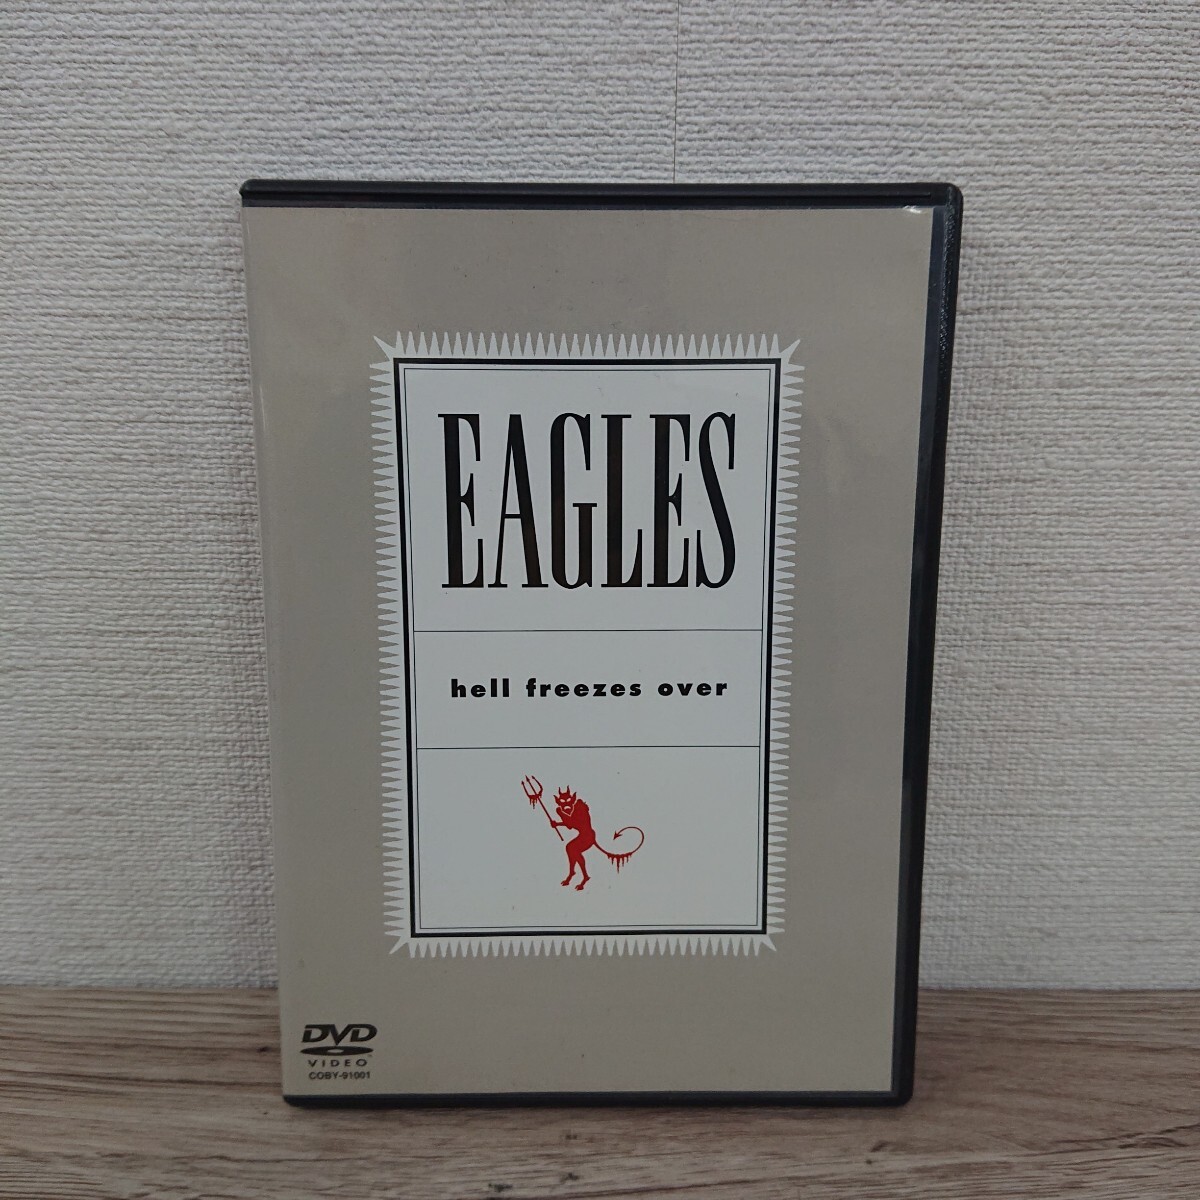 EAGLES
hell freezes over
DVD
VIDEO
COBY-91001